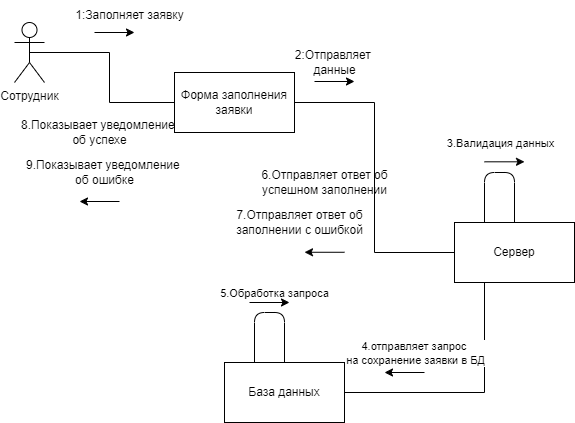 1:Заполняет заявку
2:Отправляет
данные
Сотрудник
Форма заполнения
заявки
8.Показывает уведомление
об успехе
3.Валидация данных
9.Показывает уведомление
об ошибке
6.Отправляет ответ об
успешном заполнении
7.Отправляет ответ об
заполнении с ошибкой
Сервер
5.Обработка запроса
4.отправляет запрос
на сохранение заявки в БД
База данных